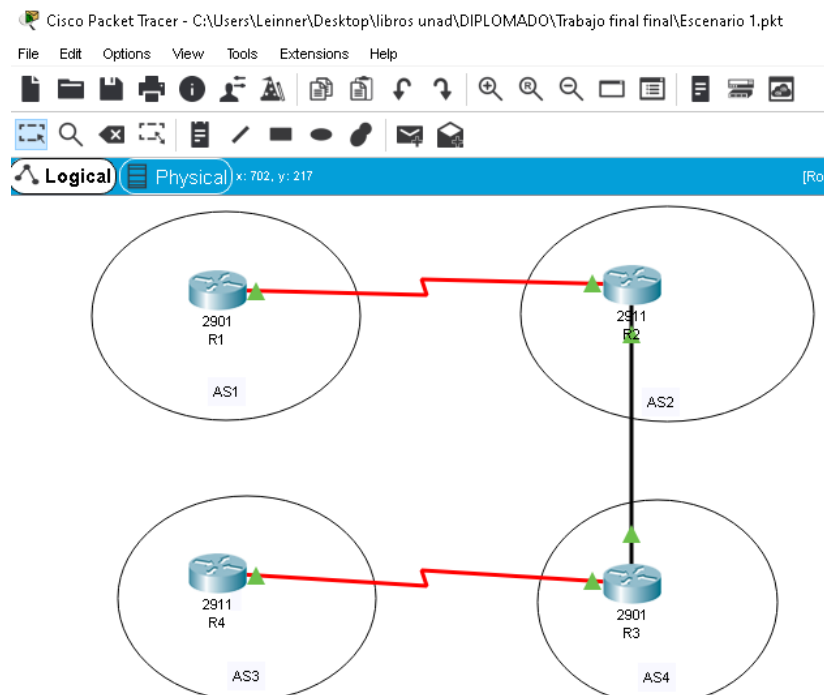 Cisco Packet Tracer - C:\Users\Leinner\Desktop\libros unad\DIPLOMADO\Trabajo final final\Escenario 1.pkt
File Edit Options View Tools Extensions Help
Logical Physical x: 702, y: 217 [Ro
2901
R1
AS1
2911
R2
AS2
2911
R4
AS3
2901
R3
AS4